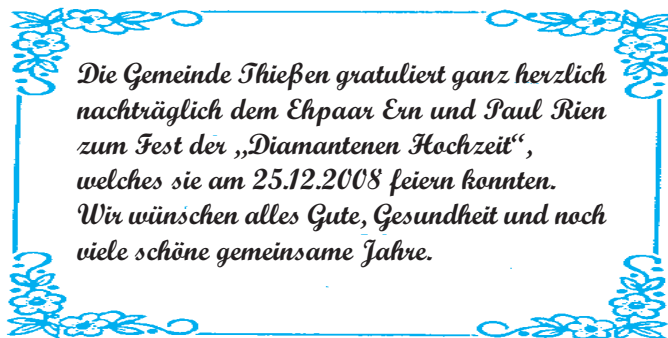 Die Gemeinde Thießen gratuliert ganz herzlich
nachträglich dem Ehpaar Ern und Paul Rien
zum Fest der „Diamantenen Hochzeit“,
welches sie am 25.12.2008 feiern konnten.
Wir wünschen alles Gute, Gesundheit und noch
viele schöne gemeinsame Jahre.